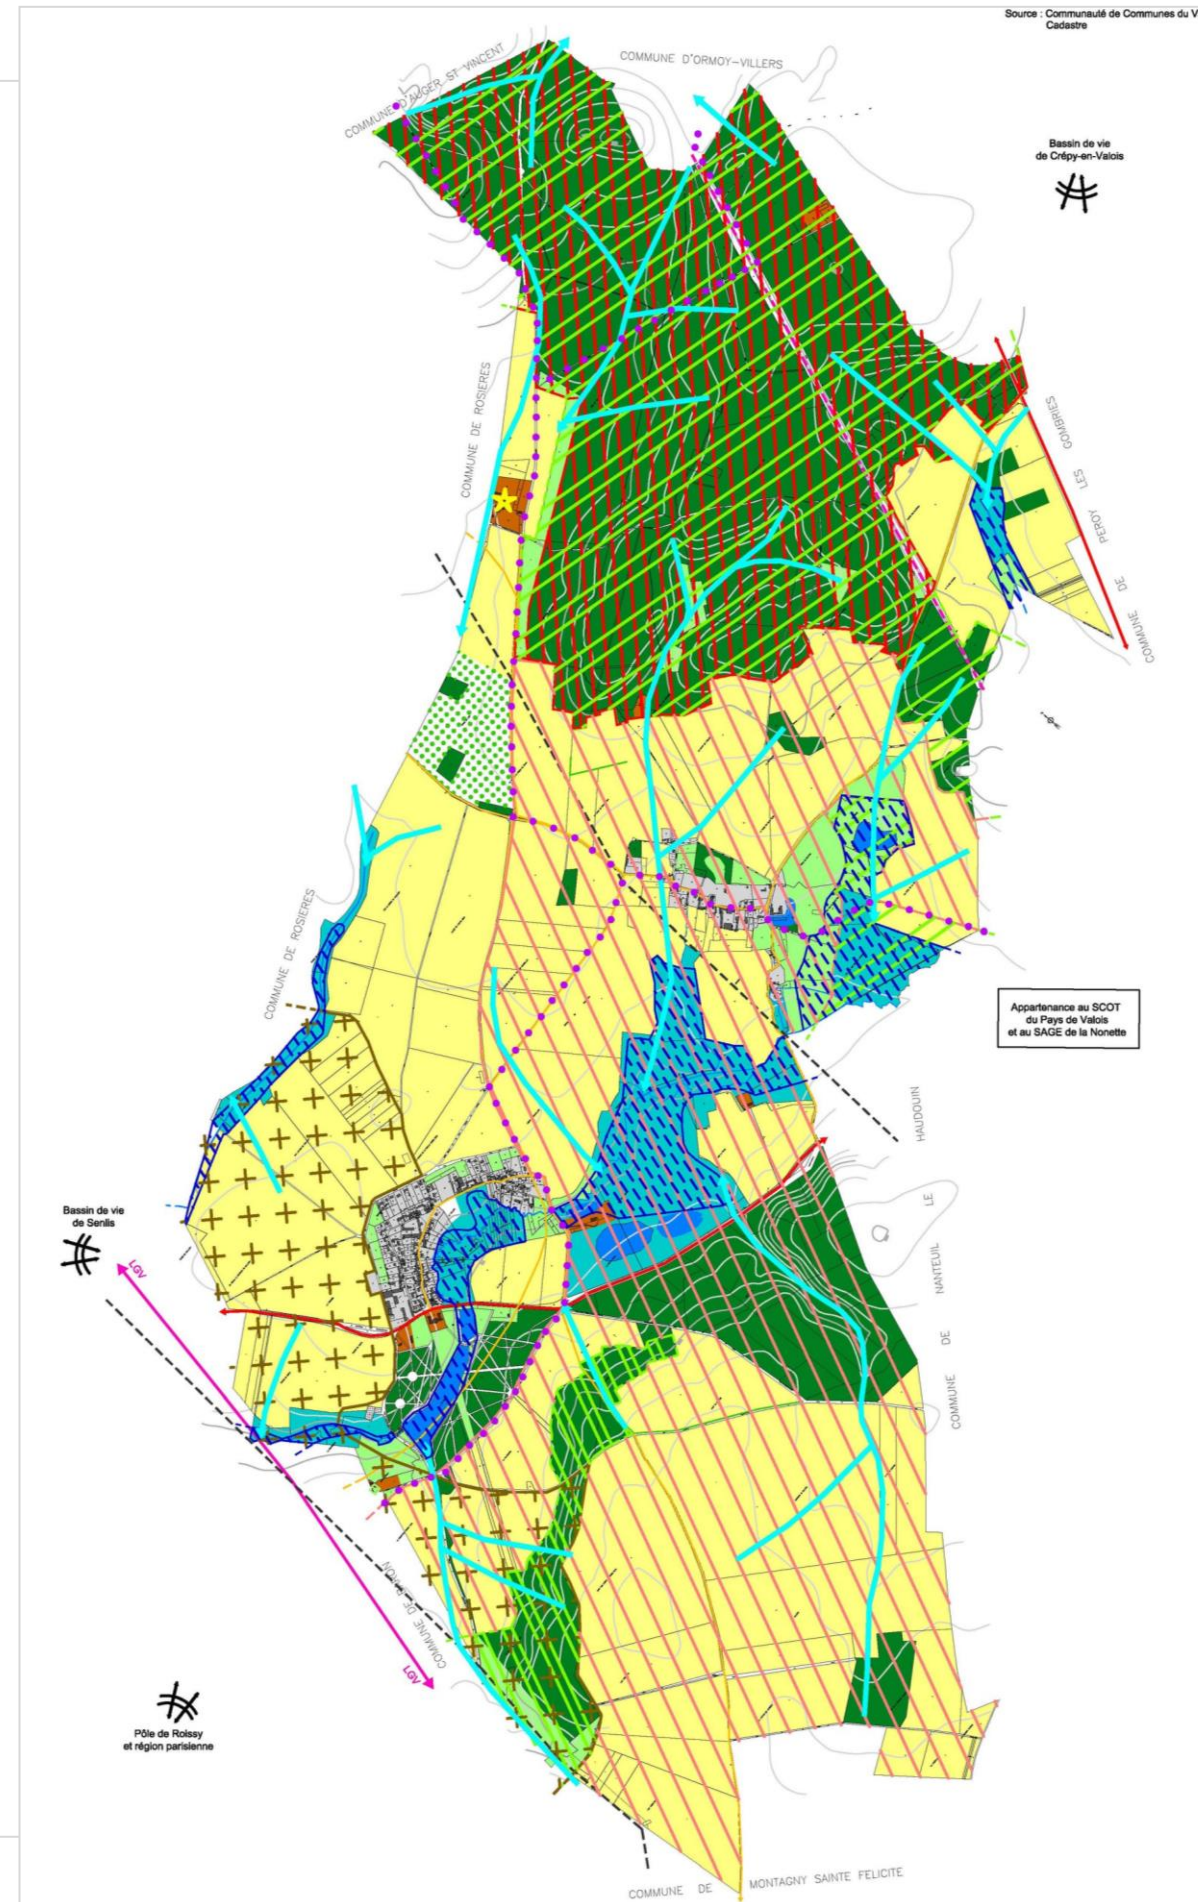 Source : Communauté de Communes du V
Cadastre
COMMUNE D'AUGER ST VINCENT
COMMUNE D'ORMOY-VILLERS
Bassin de vie
de Crépy-en-Valois
COMMUNE DE ROSIERES
COMMUNE DE PEROY LES GOMBRIES
COMMUNE DE ROSIERES
Appartenance au SCOT
du Pays de Valois
et au SAGE de la Nonette
COMMUNE DE NANTEUIL LE HAUDOUIN
Bassin de vie
de Senlis
LGV
COMMUNE DE
LGV
Pôle de Roissy
et région parisienne
COMMUNE DE MONTAGNY SAINTE FELICITE